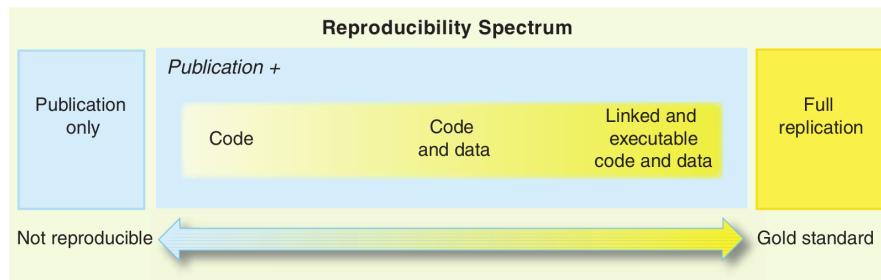 Reproducibility Spectrum
Publication
only
Publication +
Code
Code
and data
Linked and
executable
code and data
Full
replication
Not reproducible
Gold standard